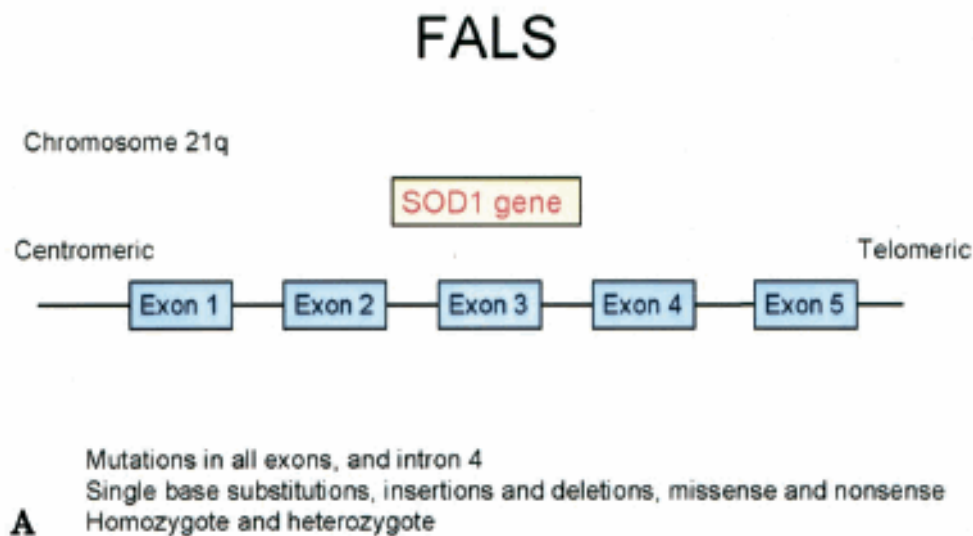 FALS
Chromosome 21q
SOD1 gene
Centromeric
Telomeric
Exon 1
Exon 2
Exon 3
Exon 4
Exon 5
Mutations in all exons, and intron 4
Single base substitutions, insertions and deletions, missense and nonsense
A Homozygote and heterozygote